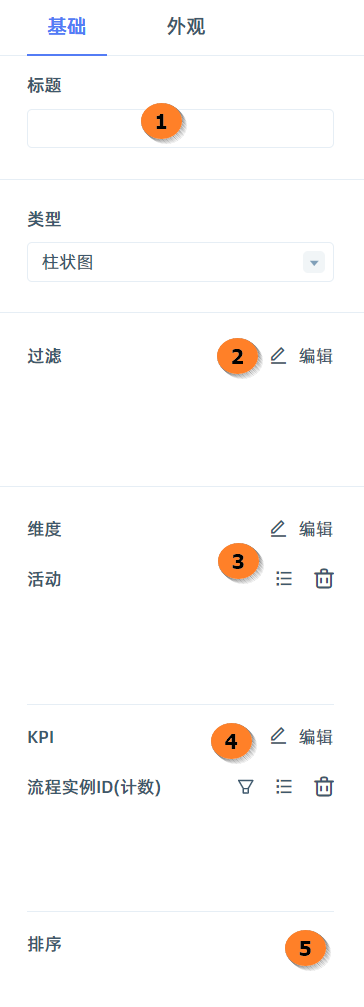 基础 外观
标题
1
类型
柱状图
过滤 2 编辑
维度 编辑
3
活动
KPI 4 编辑
流程实例ID(计数)
排序 5